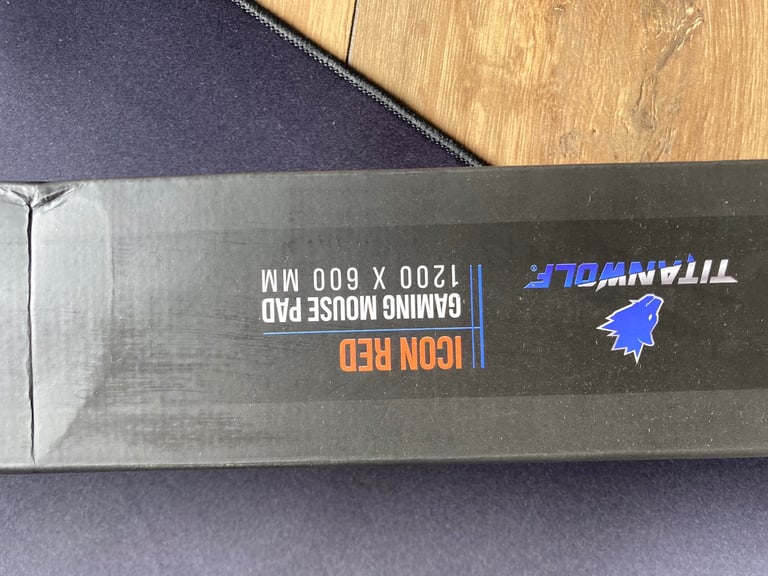 TITANWOLF®
ICON RED
GAMING MOUSE PAD
1200 X 600 MM